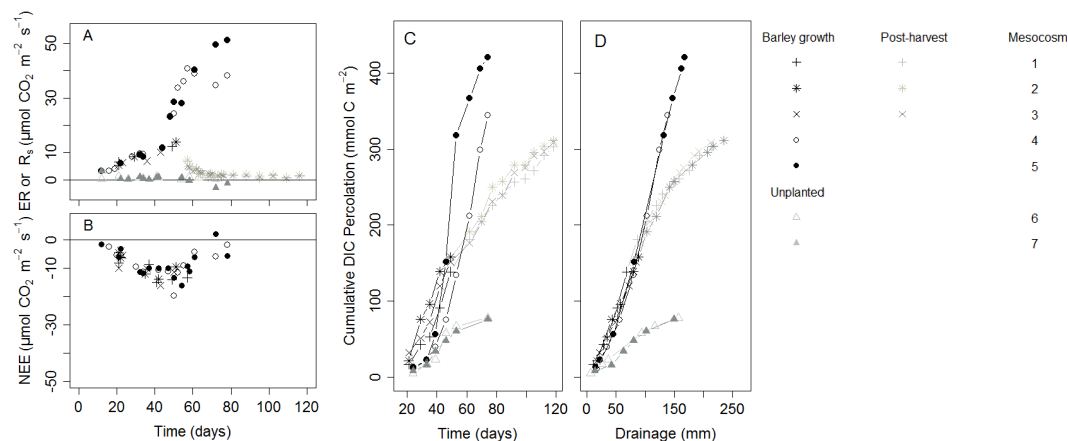 A
ER or Rs (μmol CO2 m−2 s−1)
0 10 20 30 40 50
B
NEE (μmol CO2 m−2 s−1)
0
-10
-30
-50
0 20 40 60 80 100 120
Time (days)
C
Cumulative DIC Percolation (mmol C m−2)
0 100 200 300 400
20 40 60 80 120
Time (days)
D
0 50 150 250
Drainage (mm)
Barley growth Post-harvest Mesocosm
1
2
3
4
5
Unplanted
6
7